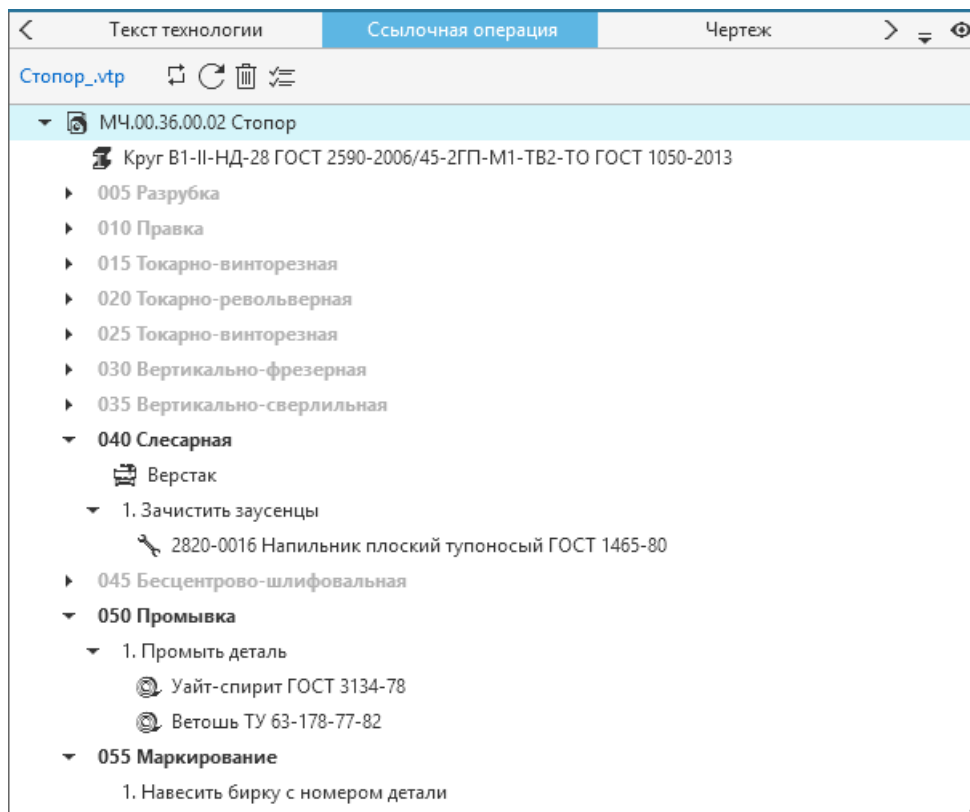 Текст технологии Ссылочная операция Чертеж
Стопор_.vtp
МЧ.00.36.00.02 Стопор
Круг В1-II-НД-28 ГОСТ 2590-2006/45-2ГП-М1-ТВ2-ТО ГОСТ 1050-2013
005 Разрубка
010 Правка
015 Токарно-винторезная
020 Токарно-револьверная
025 Токарно-винторезная
030 Вертикально-фрезерная
035 Вертикально-сверлильная
040 Слесарная
Верстак
1. Зачистить заусенцы
2820-0016 Напильник плоский тупоносый ГОСТ 1465-80
045 Бесцентрово-шлифовальная
050 Промывка
1. Промыть деталь
Уайт-спирит ГОСТ 3134-78
Ветошь ТУ 63-178-77-82
055 Маркирование
1. Навесить бирку с номером детали